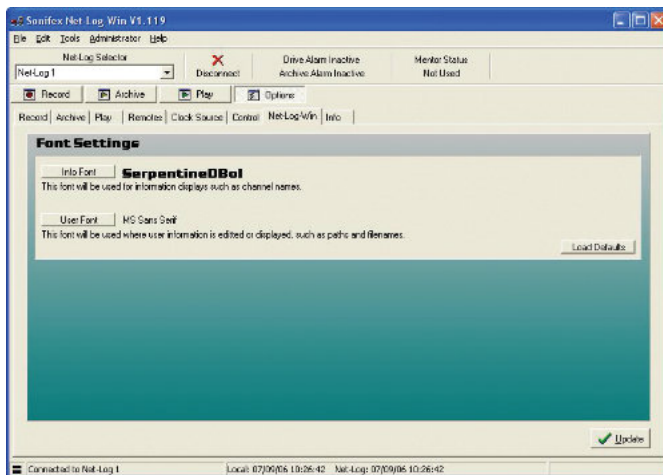 Sonifex Net Log Win V1.119
File Edit Tools Administrator Help
Net-Log Selector
Net-Log 1
Disconnect
Drive Alarm Inactive
Archive Alarm Inactive
Mentor Status
Not Used
Record Archive Play Options
Record Archive Play Remotes Clock Source Control Net-Log-Win Info
Font Settings
Info Font SerpentineDBol
This font will be used for information displays such as channel names.
User Font MS Sans Serif
This font will be used where user information is editted or displayed, such as paths and filenames.
Load Defaults
Update
Connected to Net-Log 1 Local: 07/09/06 10:26:42 Net-Log: 07/09/06 10:26:42